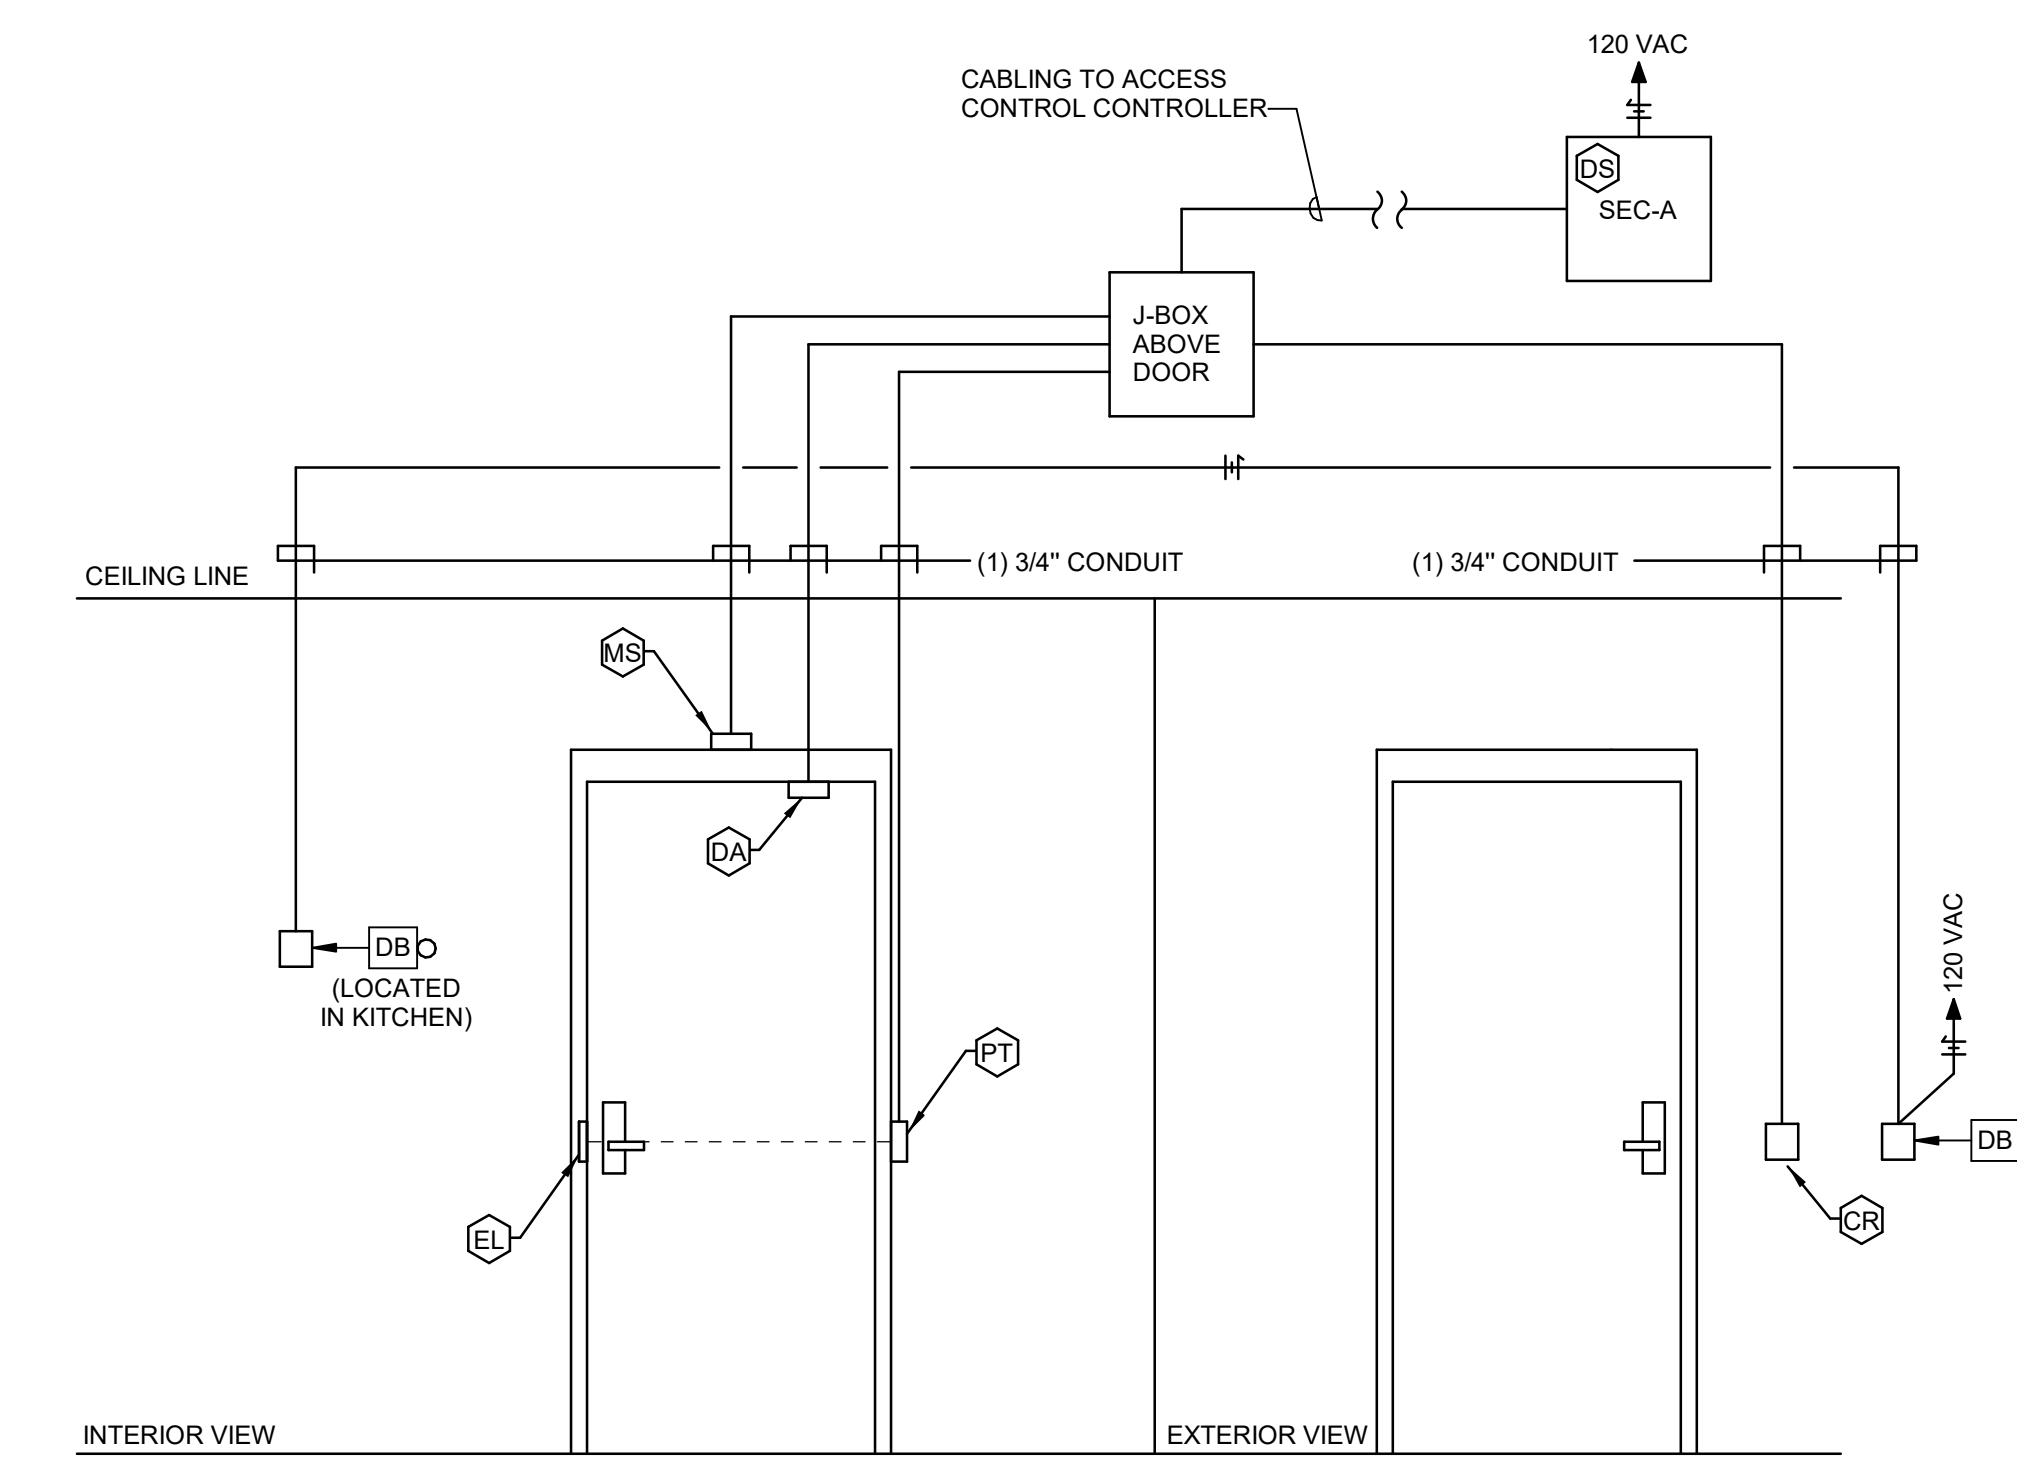 120 VAC
CABLING TO ACCESS
CONTROL CONTROLLER
DS
SEC-A
J-BOX
ABOVE
DOOR
CEILING LINE
(1) 3/4" CONDUIT
(1) 3/4" CONDUIT
MS
DA
DB
(LOCATED
IN KITCHEN)
120 VAC
PT
DB
EL
CR
INTERIOR VIEW
EXTERIOR VIEW